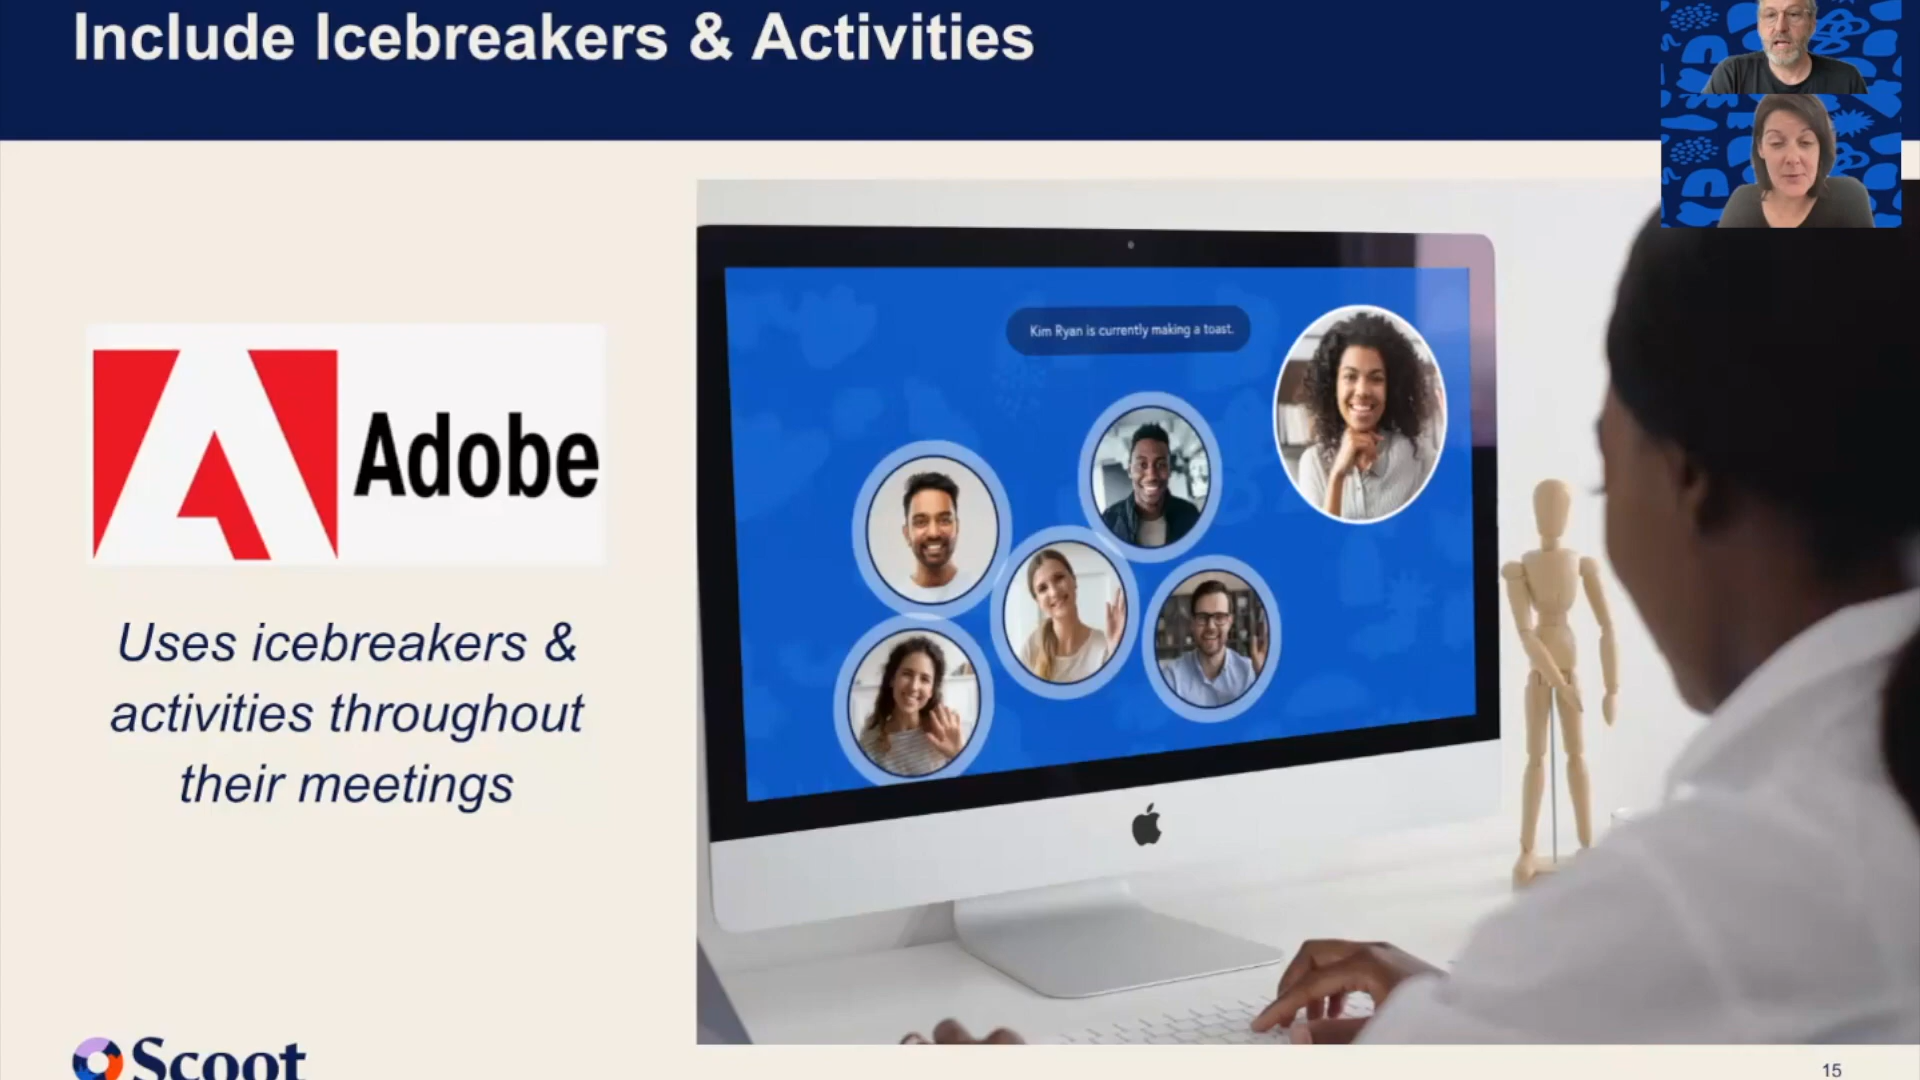 Include Icebreakers & Activities
Kim Ryan is currently making a toast.
Adobe
Uses icebreakers &
activities throughout
their meetings
Scoot
15